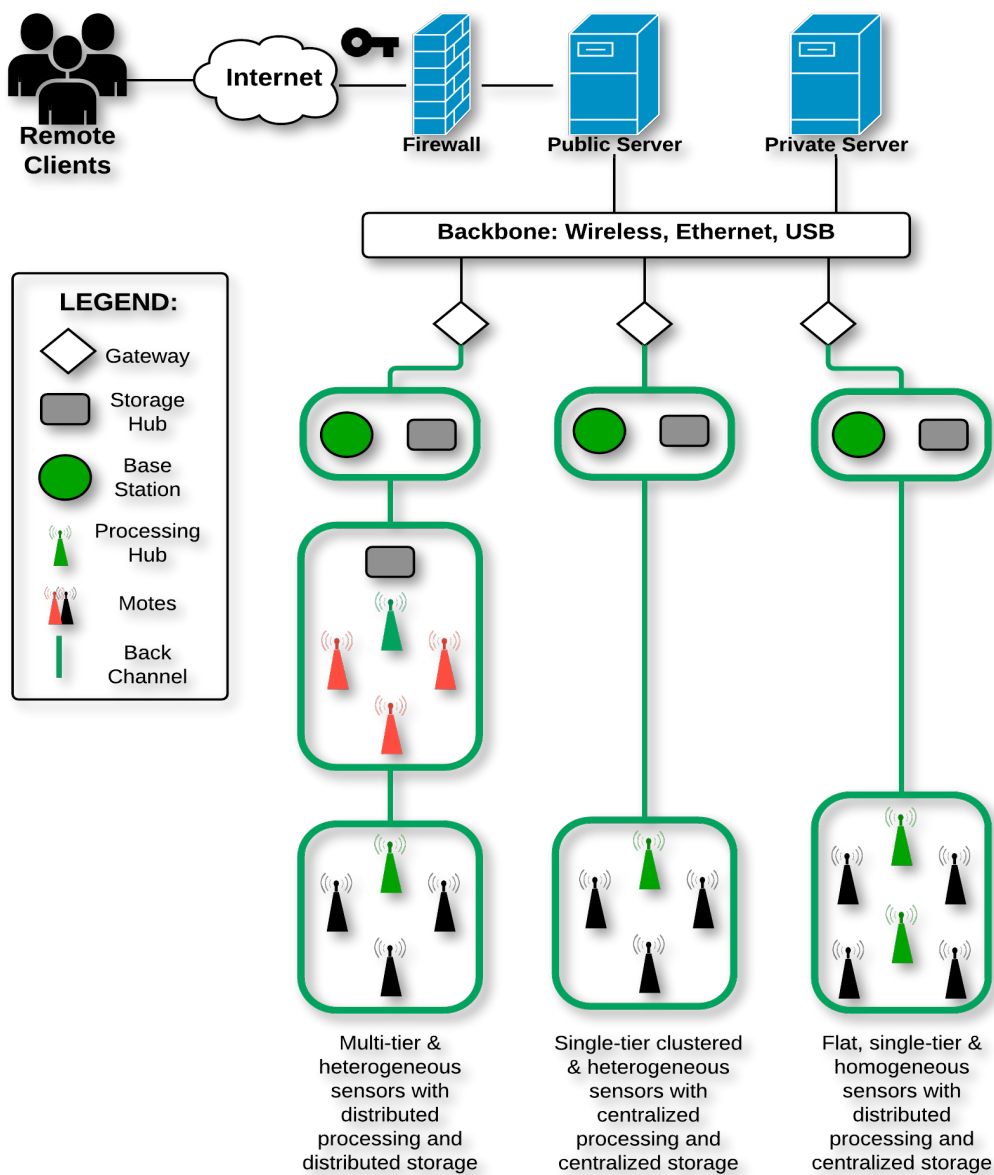 Internet
Remote
Clients
Firewall
Public Server
Private Server
Backbone: Wireless, Ethernet, USB
LEGEND:
Gateway
Storage
Hub
Base
Station
Processing
Hub
Motes
Back
Channel
Multi-tier &
heterogeneous
sensors with
distributed
processing and
distributed storage
Single-tier clustered
& heterogeneous
sensors with
centralized
processing and
centralized storage
Flat, single-tier &
homogeneous
sensors with
distributed
processing and
centralized storage